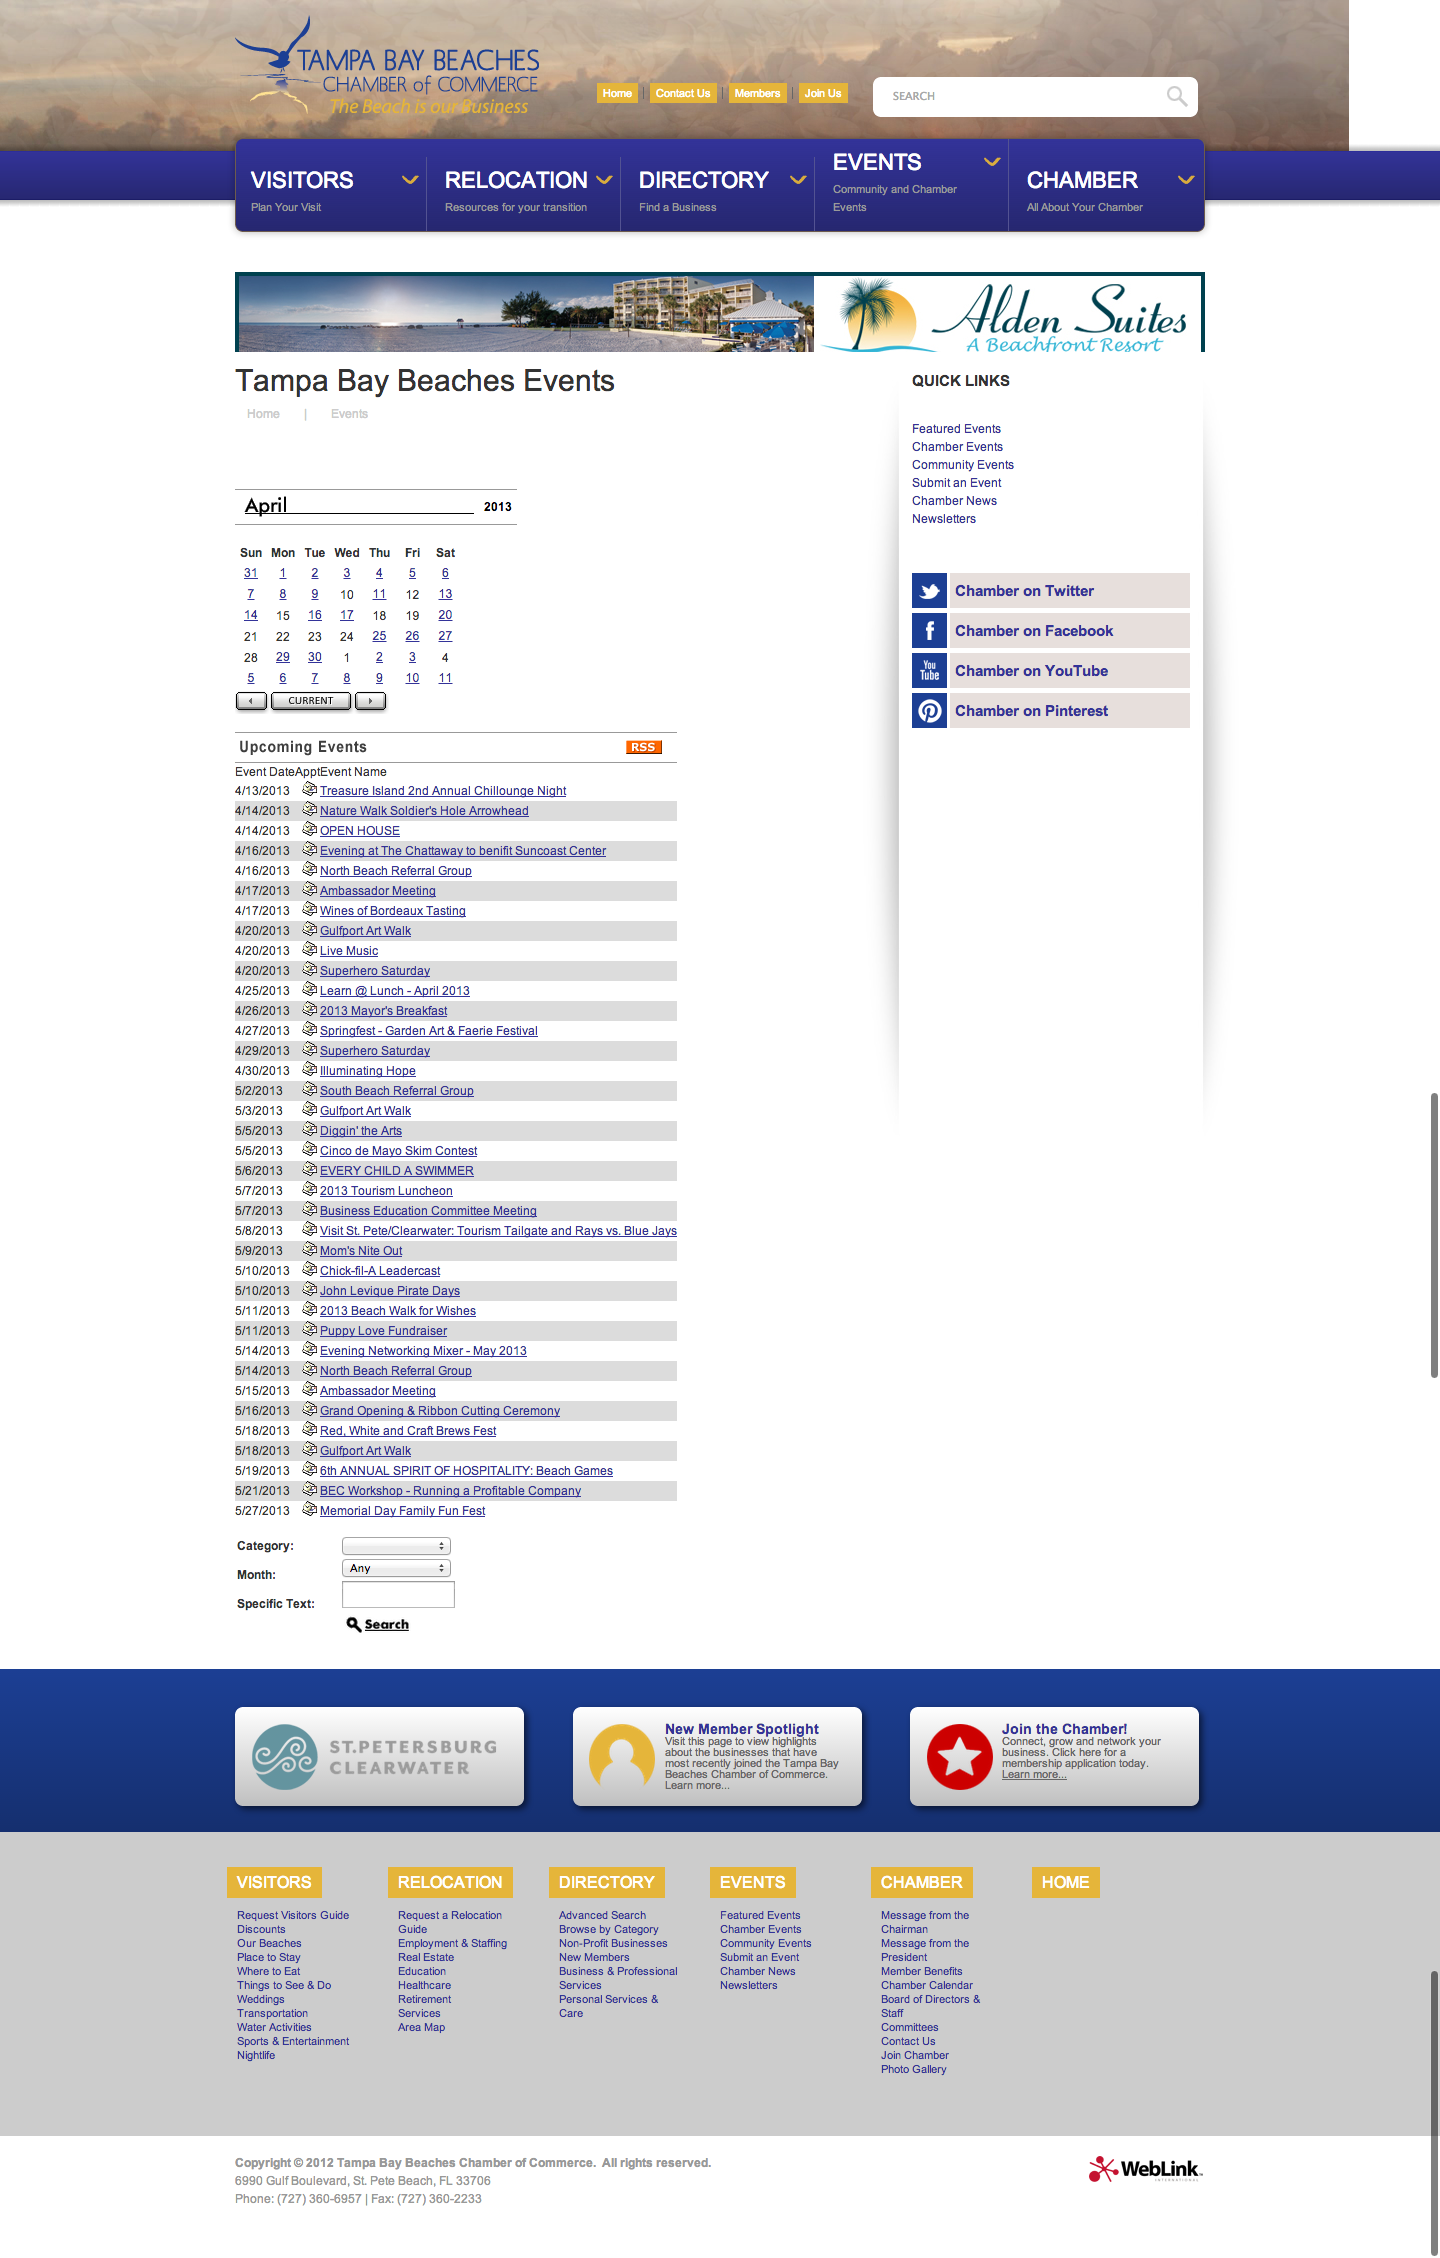 TAMPA BAY BEACHES
CHAMBER of COMMERCE
The Beach is our Business
Home | Contact Us | Members | Join Us
SEARCH
VISITORS
Plan Your Visit
RELOCATION
Resources for your transition
DIRECTORY
Find a Business
EVENTS
Community and Chamber
Events
CHAMBER
All About Your Chamber
Alden Suites
A Beachfront Resort
Tampa Bay Beaches Events
Home | Events
April 2013
Sun Mon Tue Wed Thu Fri Sat
31 1 2 3 4 5 6
7 8 9 10 11 12 13
14 15 16 17 18 19 20
21 22 23 24 25 26 27
28 29 30 1 2 3 4
5 6 7 8 9 10 11
CURRENT
Upcoming Events RSS
Event Date Appt Event Name
4/13/2013 Treasure Island 2nd Annual Chillounge Night
4/14/2013 Nature Walk Soldier's Hole Arrowhead
4/14/2013 OPEN HOUSE
4/16/2013 Evening at The Chattaway to benifit Suncoast Center
4/16/2013 North Beach Referral Group
4/17/2013 Ambassador Meeting
4/17/2013 Wines of Bordeaux Tasting
4/20/2013 Gulfport Art Walk
4/20/2013 Live Music
4/20/2013 Superhero Saturday
4/25/2013 Learn @ Lunch - April 2013
4/26/2013 2013 Mayor's Breakfast
4/27/2013 Springfest - Garden Art & Faerie Festival
4/29/2013 Superhero Saturday
4/30/2013 Illuminating Hope
5/2/2013 South Beach Referral Group
5/3/2013 Gulfport Art Walk
5/5/2013 Diggin' the Arts
5/5/2013 Cinco de Mayo Skim Contest
5/6/2013 EVERY CHILD A SWIMMER
5/7/2013 2013 Tourism Luncheon
5/7/2013 Business Education Committee Meeting
5/8/2013 Visit St. Pete/Clearwater: Tourism Tailgate and Rays vs. Blue Jays
5/9/2013 Mom's Nite Out
5/10/2013 Chick-fil-A Leadercast
5/10/2013 John Levique Pirate Days
5/11/2013 2013 Beach Walk for Wishes
5/11/2013 Puppy Love Fundraiser
5/14/2013 Evening Networking Mixer - May 2013
5/14/2013 North Beach Referral Group
5/15/2013 Ambassador Meeting
5/16/2013 Grand Opening & Ribbon Cutting Ceremony
5/18/2013 Red, White and Craft Brews Fest
5/18/2013 Gulfport Art Walk
5/19/2013 6th ANNUAL SPIRIT OF HOSPITALITY: Beach Games
5/21/2013 BEC Workshop - Running a Profitable Company
5/27/2013 Memorial Day Family Fun Fest
Category:
Month: Any
Specific Text:
Search
QUICK LINKS
Featured Events
Chamber Events
Community Events
Submit an Event
Chamber News
Newsletters
Chamber on Twitter
f Chamber on Facebook
You Tube Chamber on YouTube
Chamber on Pinterest
ST.PETERSBURG
CLEARWATER
New Member Spotlight
Visit this page to view highlights
about the businesses that have
most recently joined the Tampa Bay
Beaches Chamber of Commerce.
Learn more...
Join the Chamber!
Connect, grow and network your
business. Click here for a
membership application today.
Learn more...
VISITORS
Request Visitors Guide
Discounts
Our Beaches
Place to Stay
Where to Eat
Things to See & Do
Weddings
Transportation
Water Activities
Sports & Entertainment
Nightlife
RELOCATION
Request a Relocation
Guide
Employment & Staffing
Real Estate
Education
Healthcare
Retirement
Services
Area Map
DIRECTORY
Advanced Search
Browse by Category
Non-Profit Businesses
New Members
Business & Professional
Services
Personal Services &
Care
EVENTS
Featured Events
Chamber Events
Community Events
Submit an Event
Chamber News
Newsletters
CHAMBER
Message from the
Chairman
Message from the
President
Member Benefits
Chamber Calendar
Board of Directors &
Staff
Committees
Contact Us
Join Chamber
Photo Gallery
HOME
Copyright © 2012 Tampa Bay Beaches Chamber of Commerce. All rights reserved.
6990 Gulf Boulevard, St. Pete Beach, FL 33706
Phone: (727) 360-6957 | Fax: (727) 360-2233
WebLink
INTERNATIONAL